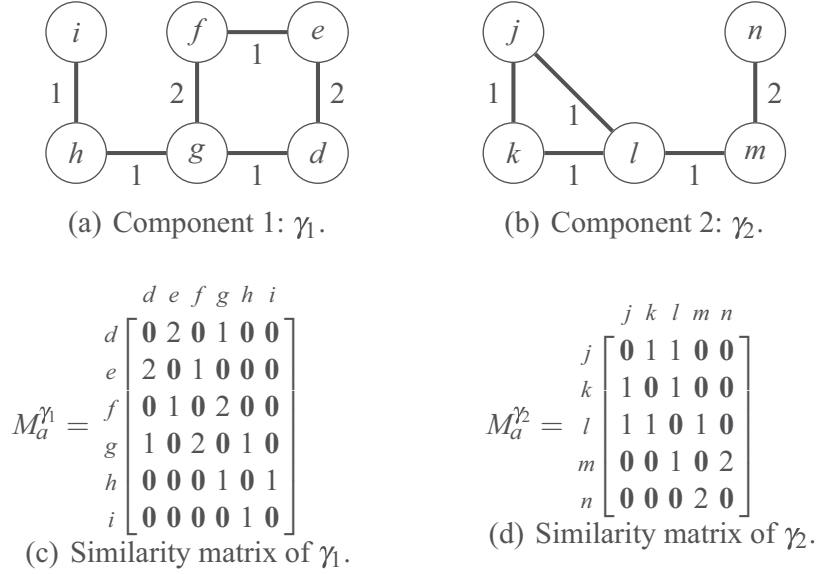 i f e j n
1
1 2 2 1 1 2
h g d k l m
1 1 1 1
(a) Component 1: γ₁. (b) Component 2: γ₂.
d e f g h i
d 0 2 0 1 0 0
e 2 0 1 0 0 0
f 0 1 0 2 0 0
g 1 0 2 0 1 0
h 0 0 0 1 0 1
i 0 0 0 0 1 0
M_a^γ₁ =
(c) Similarity matrix of γ₁.
j k l m n
j 0 1 1 0 0
k 1 0 1 0 0
l 1 1 0 1 0
m 0 0 1 0 2
n 0 0 0 2 0
M_a^γ₂ =
(d) Similarity matrix of γ₂.